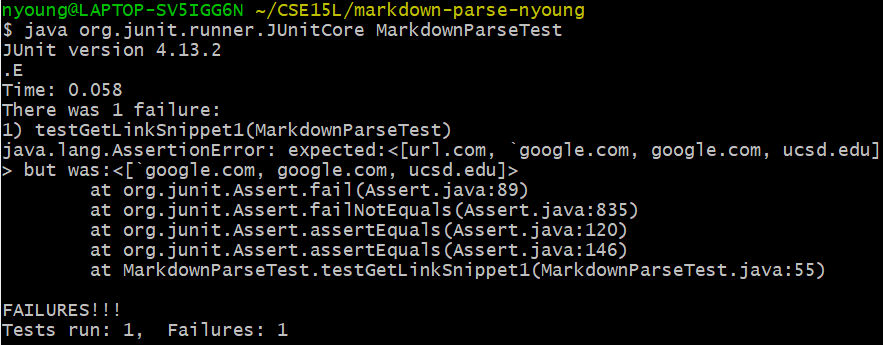 nyoung@LAPTOP-SV5IGG6N ~/CSE15L/markdown-parse-nyoung
$ java org.junit.runner.JUnitCore MarkdownParseTest
JUnit version 4.13.2
.E
Time: 0.058
There was 1 failure:
1) testGetLinkSnippet1(MarkdownParseTest)
java.lang.AssertionError: expected:<[url.com, `google.com, google.com, ucsd.edu]
> but was:<[`google.com, google.com, ucsd.edu]>
        at org.junit.Assert.fail(Assert.java:89)
        at org.junit.Assert.failNotEquals(Assert.java:835)
        at org.junit.Assert.assertEquals(Assert.java:120)
        at org.junit.Assert.assertEquals(Assert.java:146)
        at MarkdownParseTest.testGetLinkSnippet1(MarkdownParseTest.java:55)

FAILURES!!!
Tests run: 1,  Failures: 1